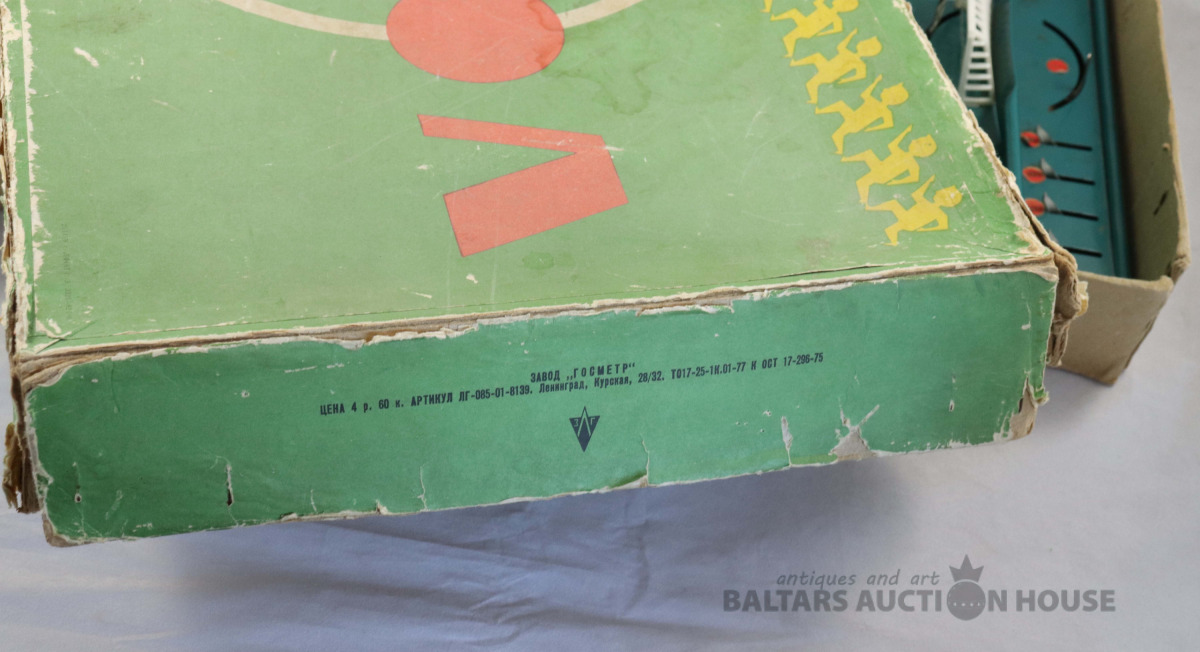 ЗАВОД „ГОСМЕТР"
ЦЕНА 4 р. 60 к. АРТИКУЛ ЛГ-085-01-8139. Ленинград, Курская, 28/32. ТО17-25-1К.01-77 К ОСТ 17-296-75
antiques and art
BALTARS AUCTION HOUSE